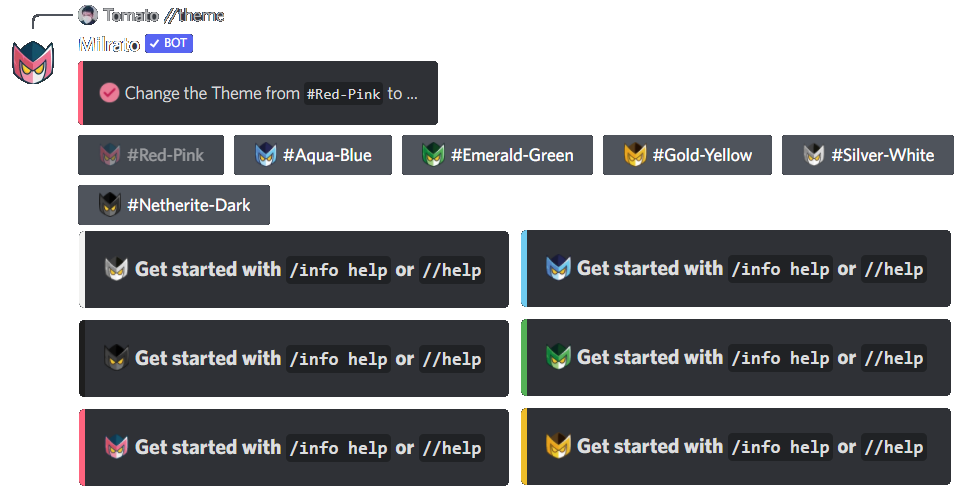 Tomato //theme
Milrato ✓ BOT
Change the Theme from #Red-Pink to ...
#Red-Pink #Aqua-Blue #Emerald-Green #Gold-Yellow #Silver-White
#Netherite-Dark
Get started with /info help or //help Get started with /info help or //help
Get started with /info help or //help Get started with /info help or //help
Get started with /info help or //help Get started with /info help or //help